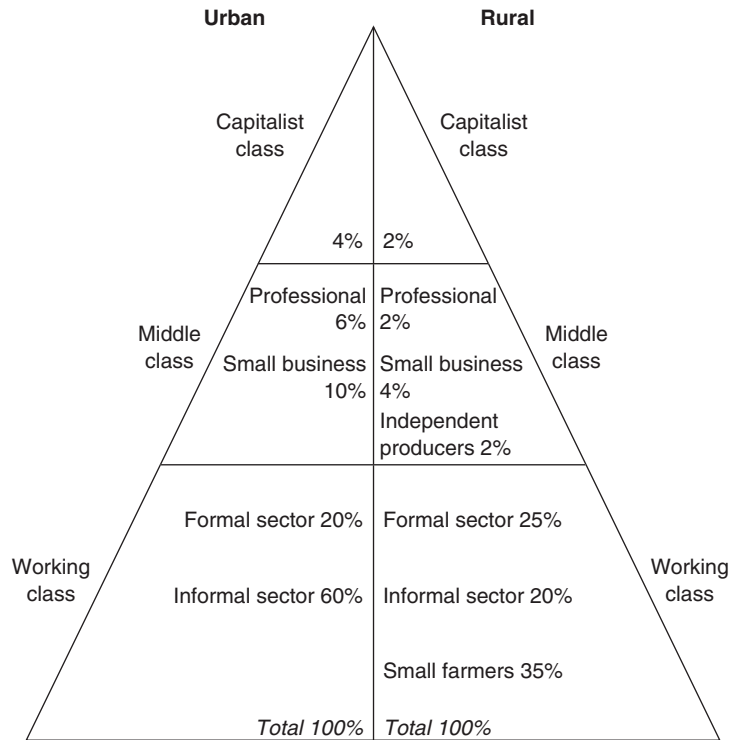 Urban Rural
Capitalist
class
Capitalist
class
4% 2%
Middle
class
Professional
6%
Small business
10%
Professional
2%
Small business
4%
Independent
producers 2%
Middle
class
Working
class
Formal sector 20%
Informal sector 60%
Total 100%
Formal sector 25%
Informal sector 20%
Small farmers 35%
Total 100%
Working
class